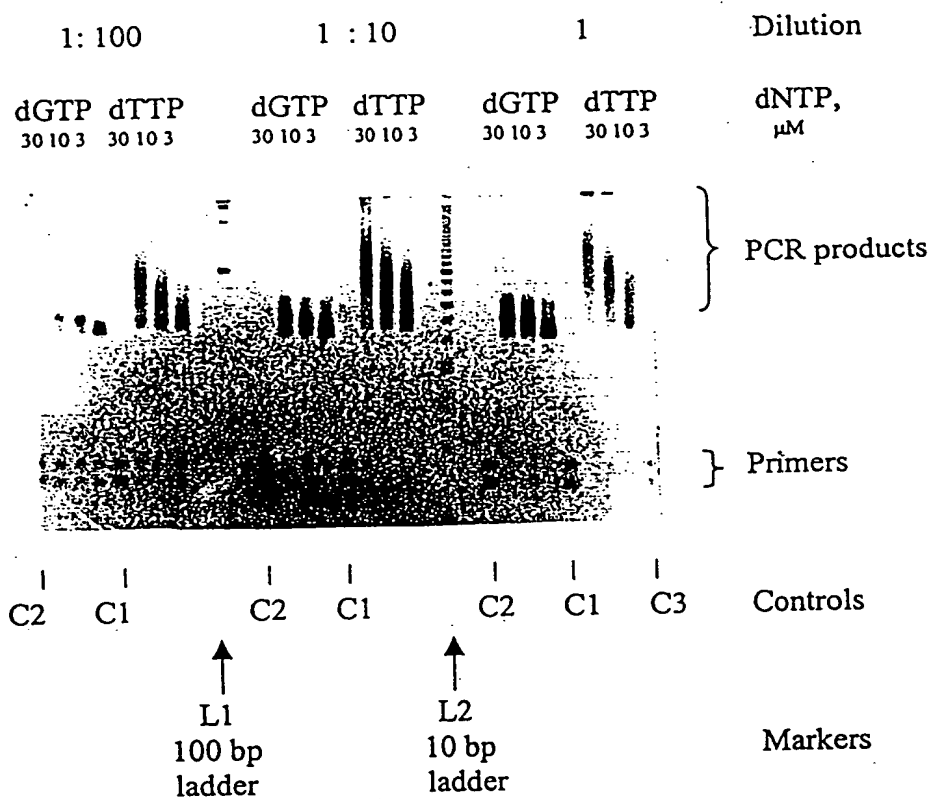 1: 100 1 : 10 1 Dilution
dGTP dTTP dGTP dTTP dGTP dTTP dNTP,
30 10 3 30 10 3 30 10 3 30 10 3 30 10 3 30 10 3 µM
PCR products
Primers
C2 C1 C2 C1 C2 C1 C3 Controls
L1 L2
100 bp 10 bp Markers
ladder ladder